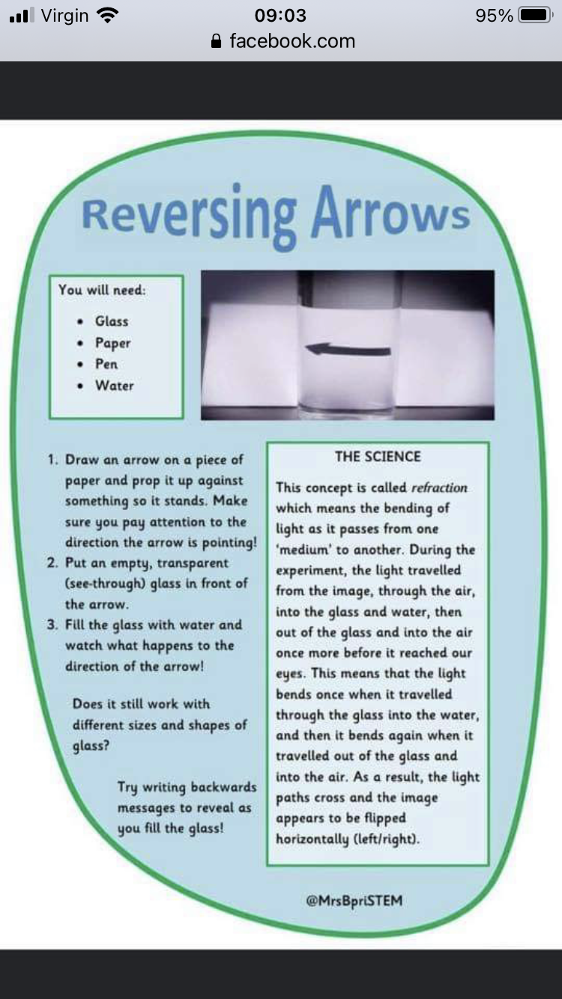 Virgin
09:03
95%
facebook.com
Reversing Arrows
You will need:
• Glass
• Paper
• Pen
• Water
1. Draw an arrow on a piece of
paper and prop it up against
something so it stands. Make
sure you pay attention to the
direction the arrow is pointing!
2. Put an empty, transparent
(see-through) glass in front of
the arrow.
3. Fill the glass with water and
watch what happens to the
direction of the arrow!
Does it still work with
different sizes and shapes of
glass?
Try writing backwards
messages to reveal as
you fill the glass!
THE SCIENCE
This concept is called refraction
which means the bending of
light as it passes from one
‘medium’ to another. During the
experiment, the light travelled
from the image, through the air,
into the glass and water, then
out of the glass and into the air
once more before it reached our
eyes. This means that the light
bends once when it travelled
through the glass into the water,
and then it bends again when it
travelled out of the glass and
into the air. As a result, the light
paths cross and the image
appears to be flipped
horizontally (left/right).
@MrsBpriSTEM